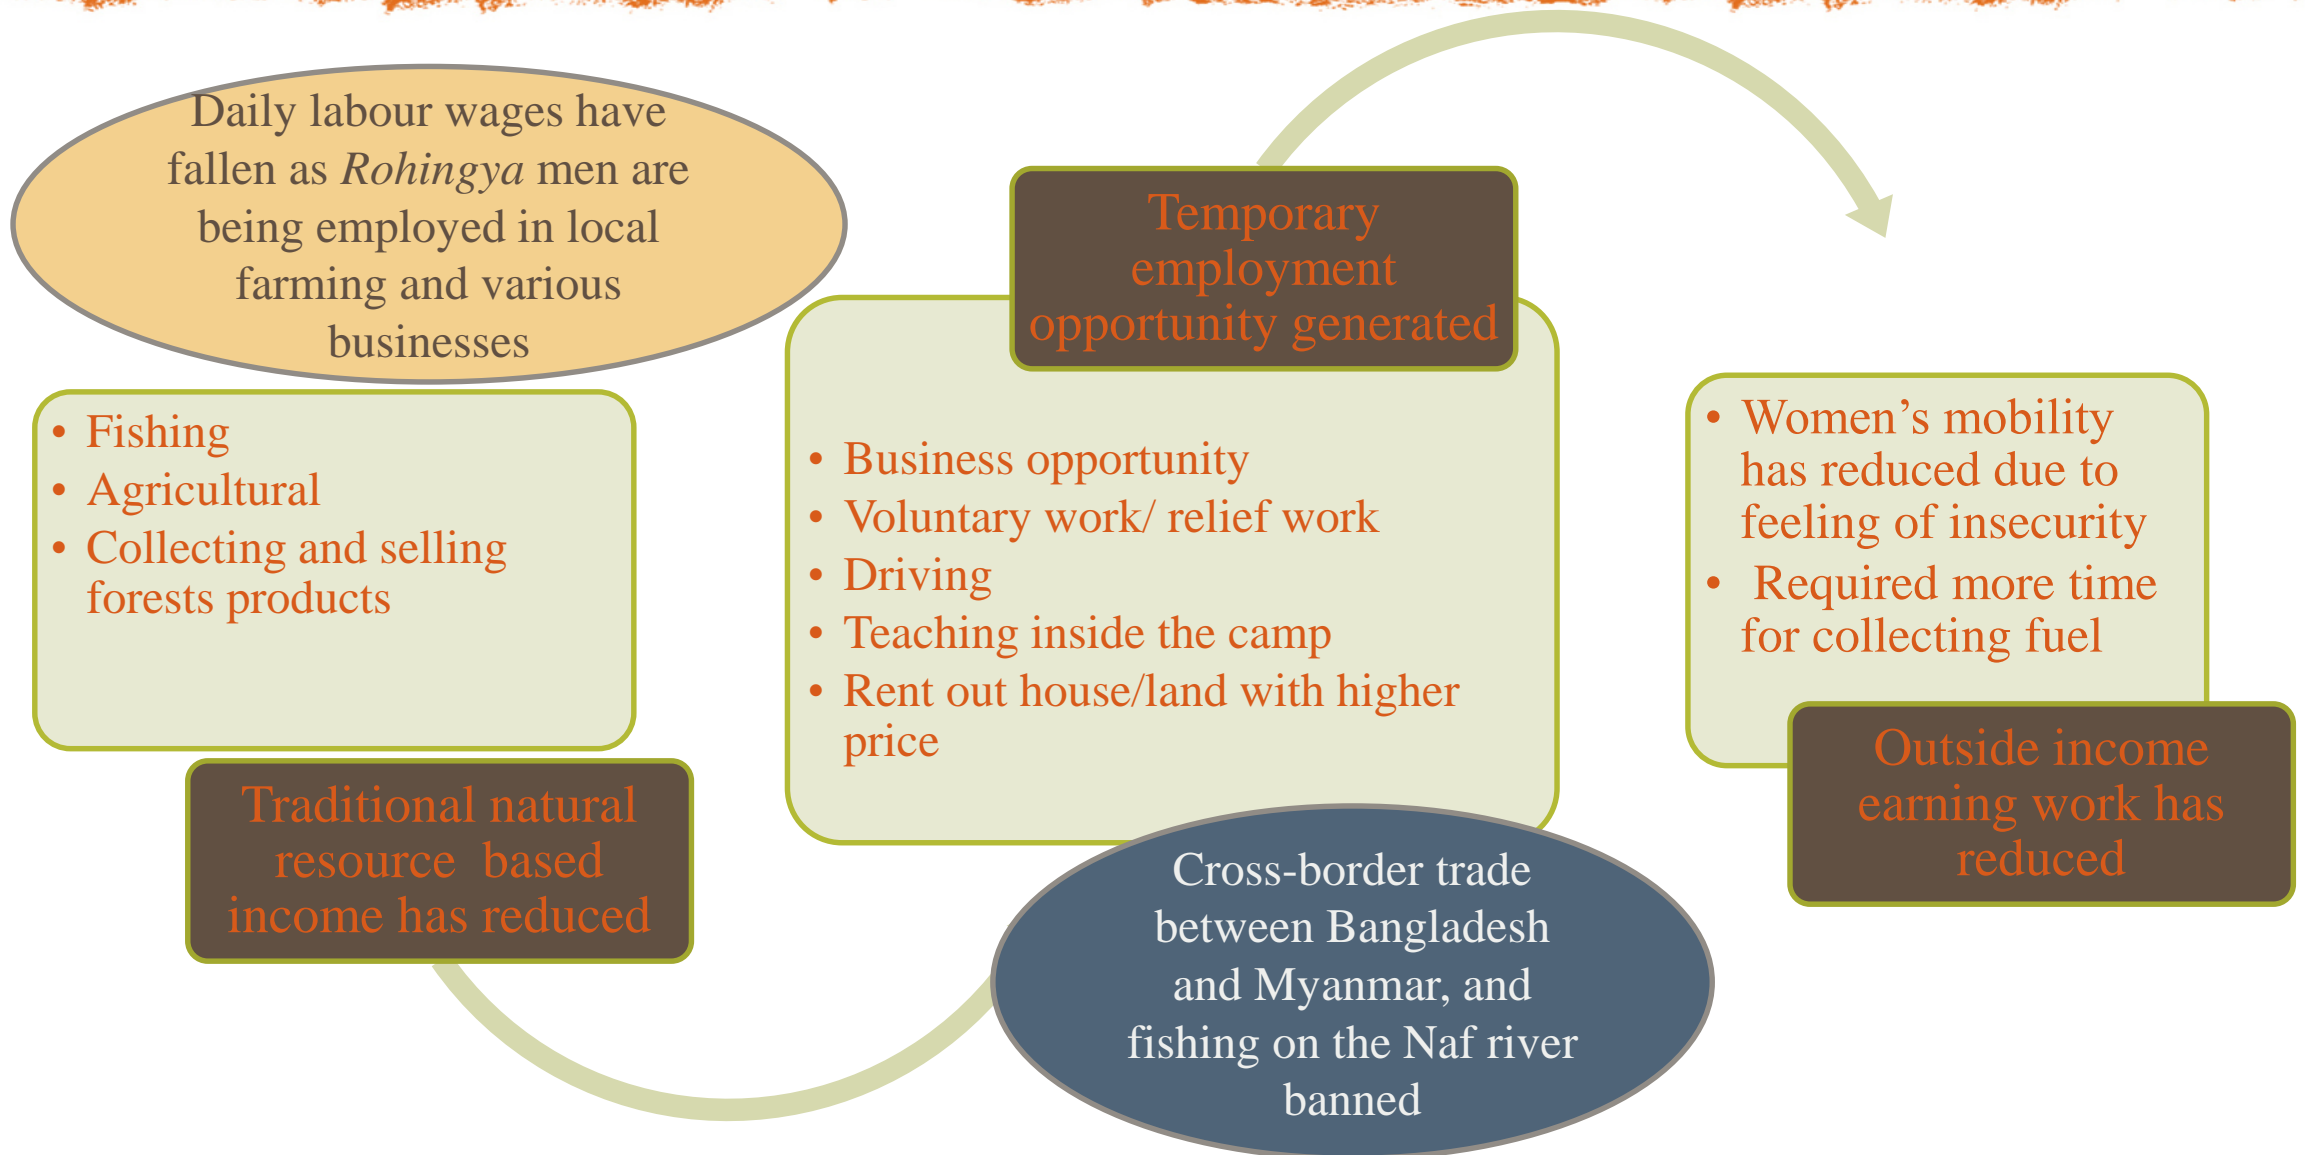 Daily labour wages have
fallen as Rohingya men are
being employed in local
farming and various
businesses
• Fishing
• Agricultural
• Collecting and selling
forests products
Traditional natural
resource based
income has reduced
Temporary
employment
opportunity generated
• Business opportunity
• Voluntary work/ relief work
• Driving
• Teaching inside the camp
• Rent out house/land with higher
price
Cross-border trade
between Bangladesh
and Myanmar, and
fishing on the Naf river
banned
• Women’s mobility
has reduced due to
feeling of insecurity
• Required more time
for collecting fuel
Outside income
earning work has
reduced